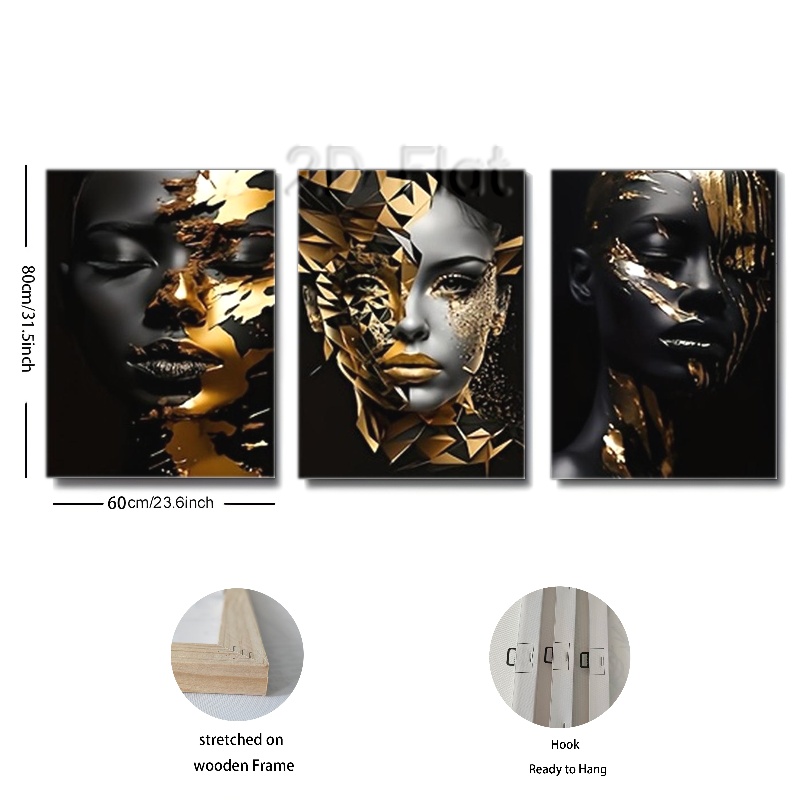 2D Flat
80cm/31.5inch
60cm/23.6inch
stretched on
wooden Frame
Hook
Ready to Hang